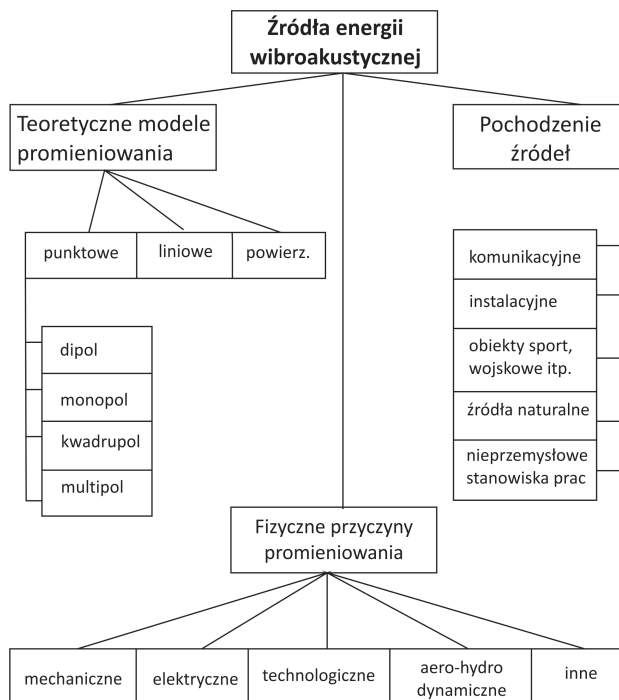 Źródła energii
wibroakustycznej
Teoretyczne modele
promieniowania
Pochodzenie
źródeł
punktowe
liniowe
powierz.
dipol
monopol
kwadrupol
multipol
komunikacyjne
instalacyjne
obiekty sport,
wojskowe itp.
źródła naturalne
nieprzemysłowe
stanowiska prac
Fizyczne przyczyny
promieniowania
mechaniczne
elektryczne
technologiczne
aero-hydro
dynamiczne
inne